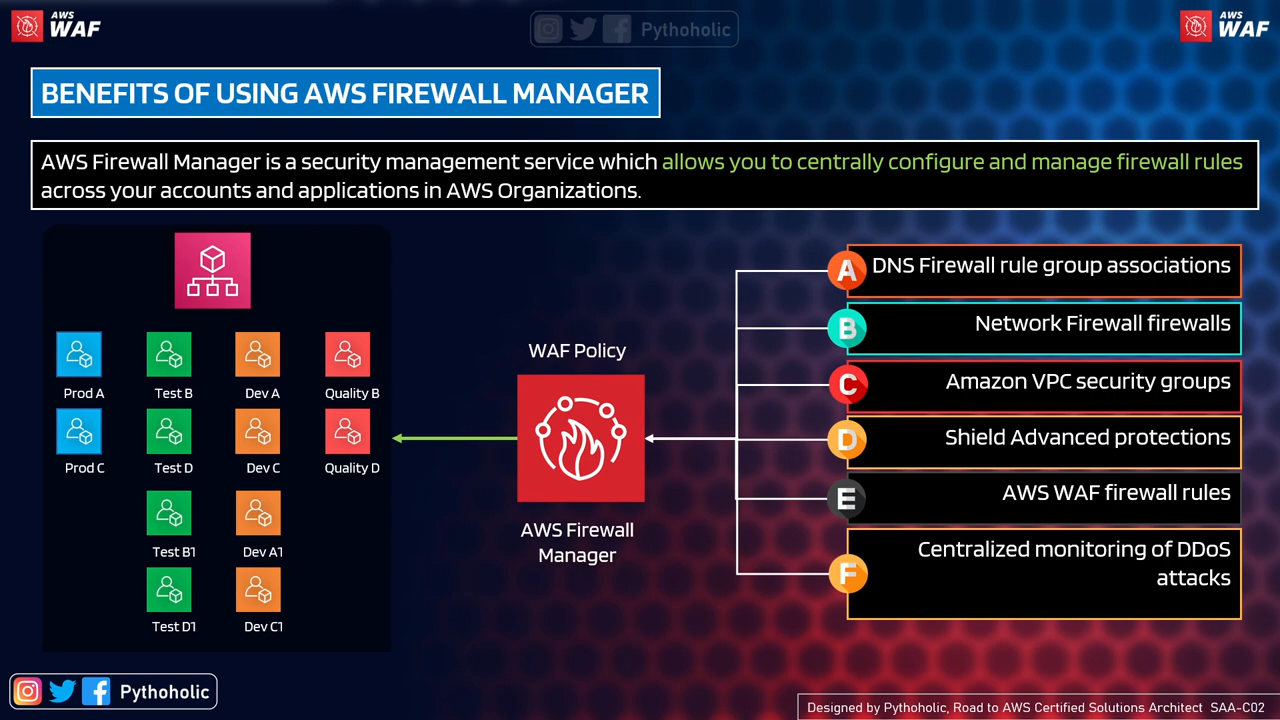 AWS
WAF
Pythoholic
AWS
WAF
BENEFITS OF USING AWS FIREWALL MANAGER
AWS Firewall Manager is a security management service which allows you to centrally configure and manage firewall rules
across your accounts and applications in AWS Organizations.
Prod A
Test B
Dev A
Quality B
Prod C
Test D
Dev C
Quality D
Test B1
Dev A1
Test D1
Dev C1
WAF Policy
AWS Firewall
Manager
A DNS Firewall rule group associations
B Network Firewall firewalls
C Amazon VPC security groups
D Shield Advanced protections
E AWS WAF firewall rules
F Centralized monitoring of DDoS
attacks
Pythoholic
Designed by Pythoholic, Road to AWS Certified Solutions Architect SAA-C02